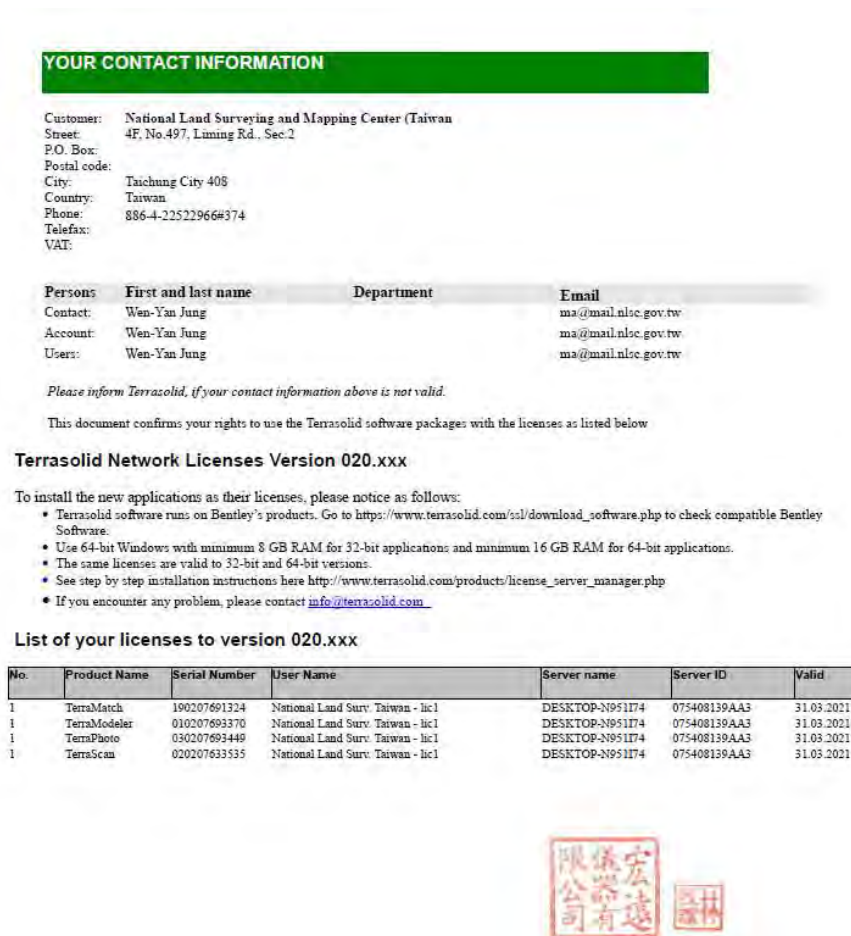 YOUR CONTACT INFORMATION
Customer: National Land Surveying and Mapping Center (Taiwan
Street: 4F, No.497, Liming Rd., Sec.2
P.O. Box:
Postal code:
City: Taichung City 408
Country: Taiwan
Phone: 886-4-22522966#374
Telefax:
VAT:
Persons First and last name Department Email
Contact: Wen-Yan Jung ma@mail.nlsc.gov.tw
Account: Wen-Yan Jung ma@mail.nlsc.gov.tw
Users: Wen-Yan Jung ma@mail.nlsc.gov.tw
Please inform Terrasolid, if your contact information above is not valid.
This document confirms your rights to use the Terrasolid software packages with the licenses as listed below
Terrasolid Network Licenses Version 020.xxx
To install the new applications as their licenses, please notice as follows:
• Terrasolid software runs on Bentley's products. Go to https://www.terrasolid.com/ssl/download_software.php to check compatible Bentley
Software.
• Use 64-bit Windows with minimum 8 GB RAM for 32-bit applications and minimum 16 GB RAM for 64-bit applications.
• The same licenses are valid to 32-bit and 64-bit versions.
• See step by step installation instructions here http://www.terrasolid.com/products/license_server_manager.php
• If you encounter any problem, please contact info@terrasolid.com
List of your licenses to version 020.xxx
No. Product Name Serial Number User Name Server name Server ID Valid
1 TerraMatch 190207691324 National Land Surv. Taiwan - lic1 DESKTOP-N951I74 075408139AA3 31.03.2021
1 TerraModeler 010207693370 National Land Surv. Taiwan - lic1 DESKTOP-N951I74 075408139AA3 31.03.2021
1 TerraPhoto 030207693449 National Land Surv. Taiwan - lic1 DESKTOP-N951I74 075408139AA3 31.03.2021
1 TerraScan 020207633535 National Land Surv. Taiwan - lic1 DESKTOP-N951I74 075408139AA3 31.03.2021
宏遠
儀器有
限公司
林